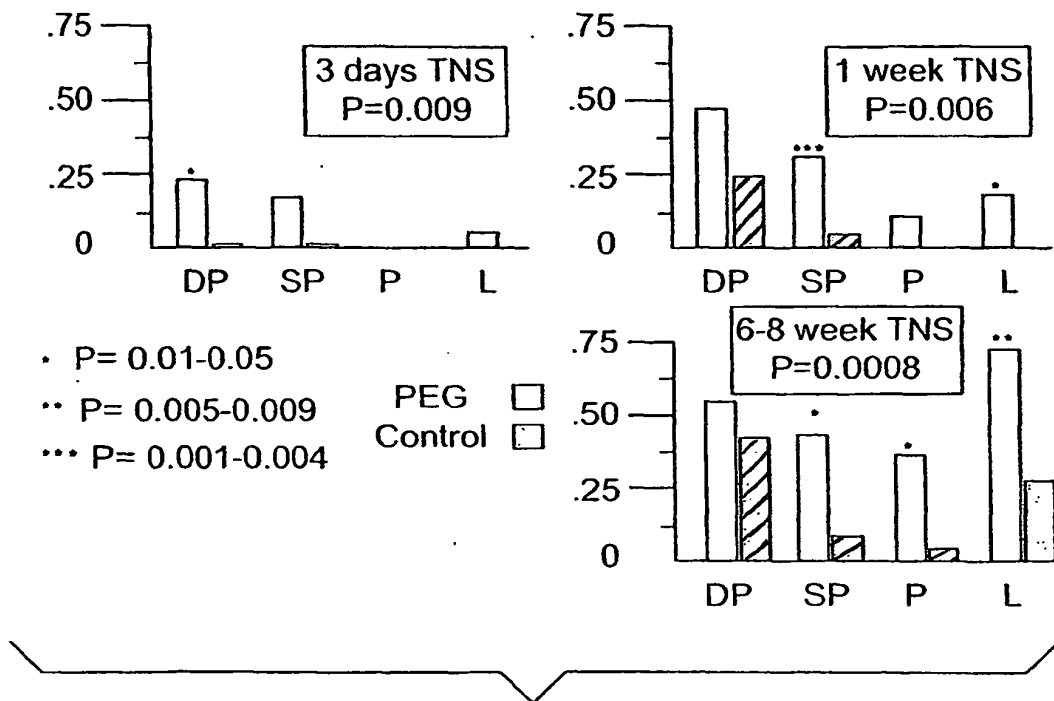 .75
.50
.25
0
3 days TNS
P=0.009
*
DP SP P L
.75
.50
.25
0
1 week TNS
P=0.006
***
*
DP SP P L
* P= 0.01-0.05
** P= 0.005-0.009
*** P= 0.001-0.004
PEG
Control
.75
.50
.25
0
6-8 week TNS
P=0.0008
*
*
**
DP SP P L